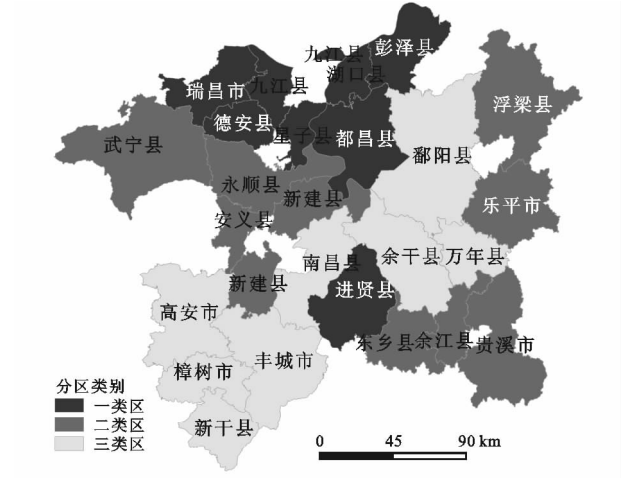 九江县
彭泽县
湖口县
瑞昌市
九江县
浮梁县
德安县
星子县
都昌县
武宁县
鄱阳县
永顺县
新建县
乐平市
安义县
南昌县
余干县
万年县
新建县
进贤县
高安市
东乡县
余江县
贵溪市
丰城市
樟树市
新干县
分区类别
一类区
二类区
三类区
0 45 90 km